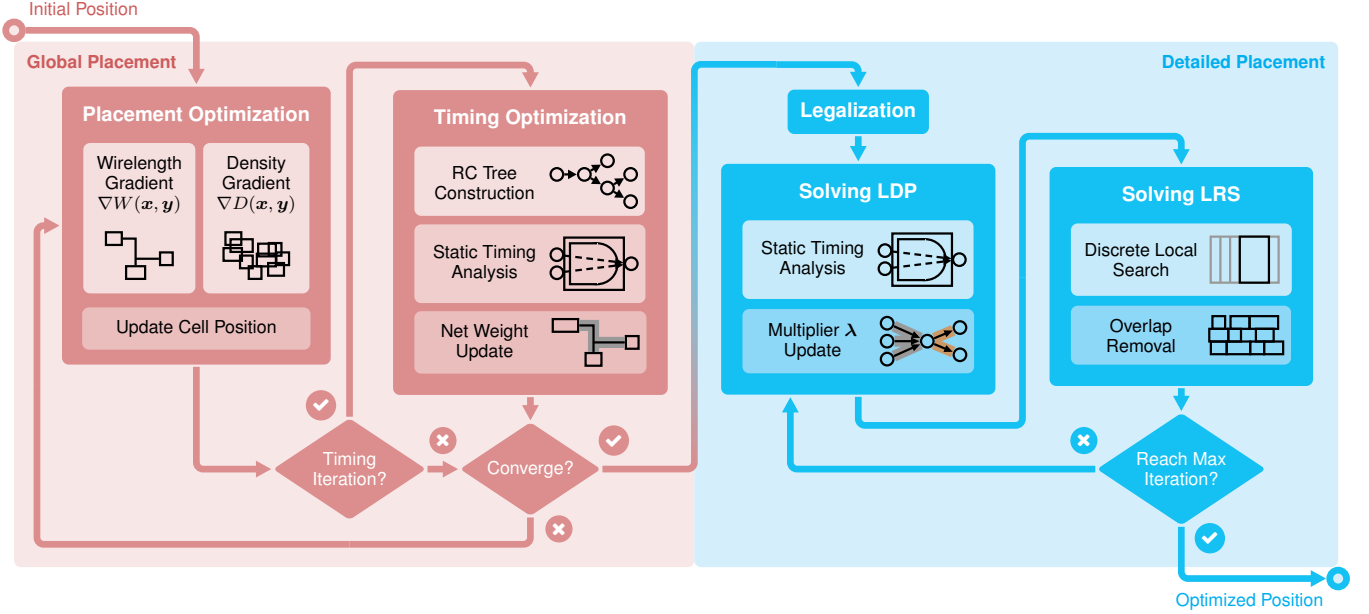 Initial Position
Global Placement
Placement Optimization
Wirelength
Gradient
∇W(x, y)
Density
Gradient
∇D(x, y)
Update Cell Position
Timing Optimization
RC Tree
Construction
Static Timing
Analysis
Net Weight
Update
Timing
Iteration?
Converge?
Detailed Placement
Legalization
Solving LDP
Static Timing
Analysis
Multiplier λ
Update
Solving LRS
Discrete Local
Search
Overlap
Removal
Reach Max
Iteration?
Optimized Position